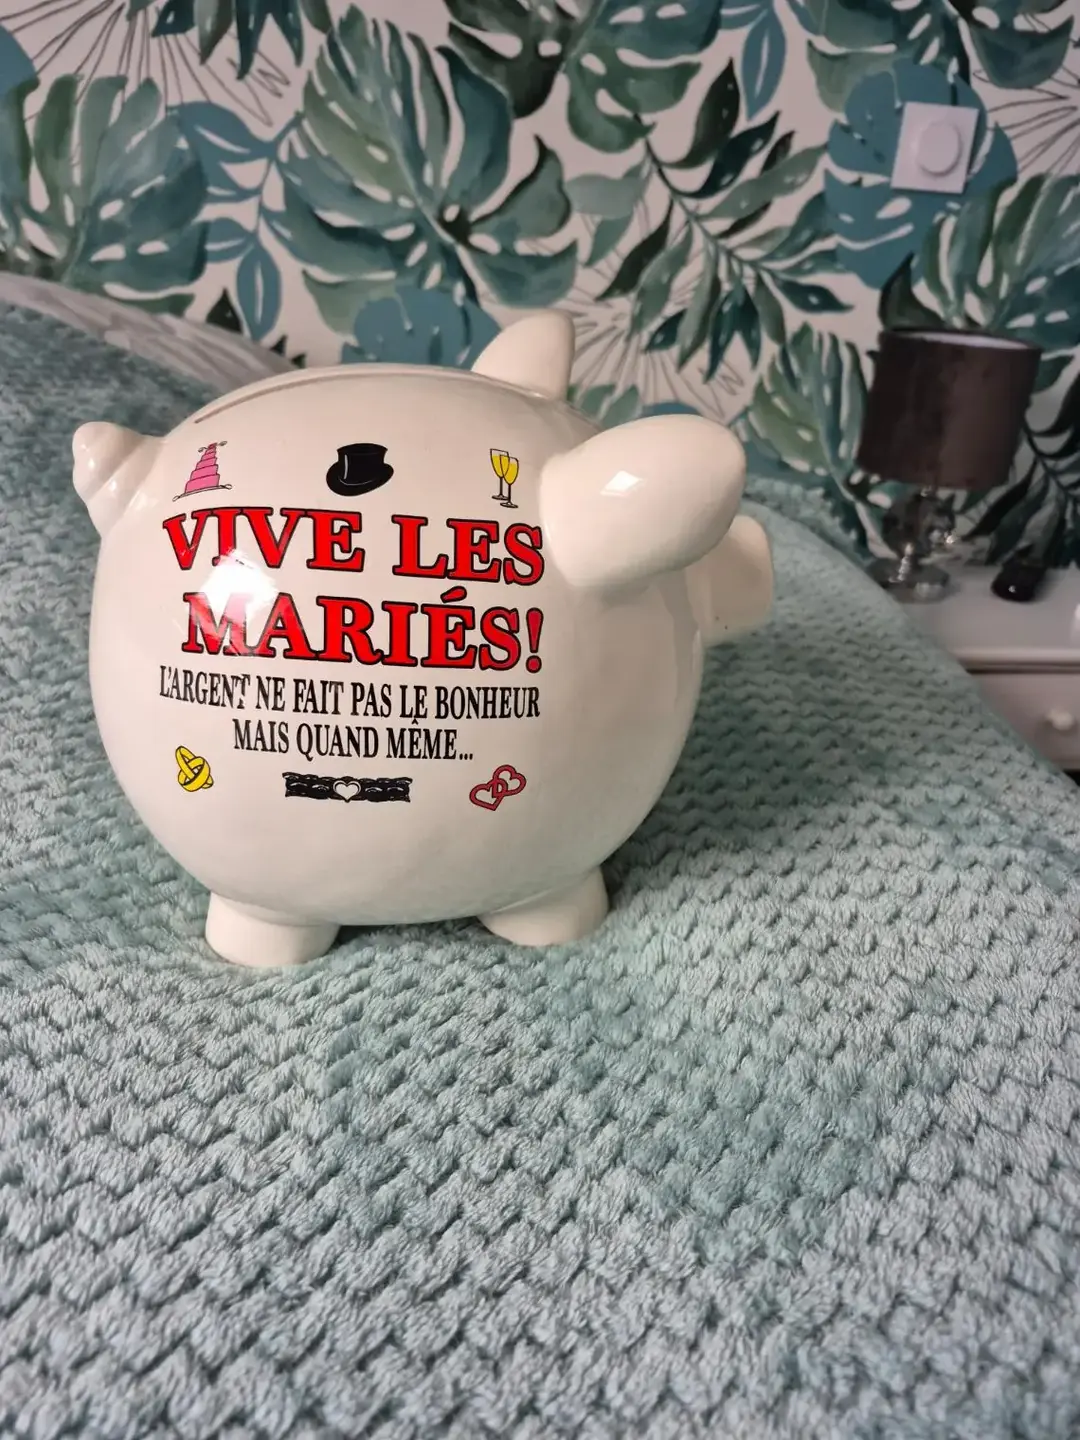 VIVE LES
MARIÉS!
L'ARGENT NE FAIT PAS LE BONHEUR
MAIS QUAND MÊME...